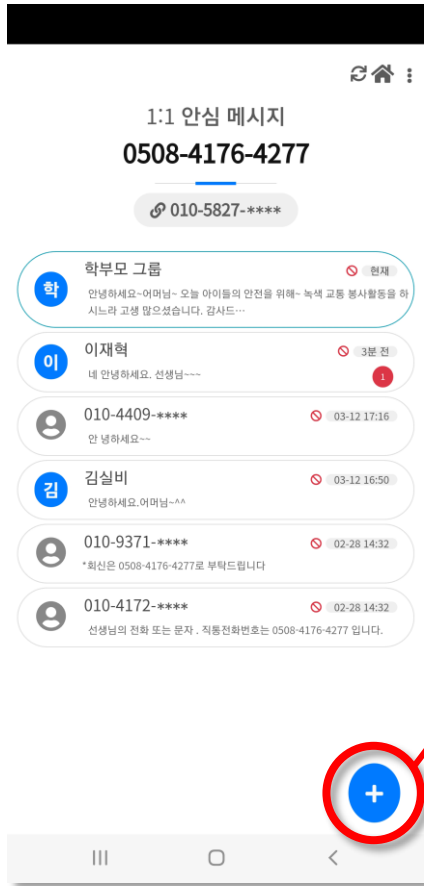 1:1 안심 메시지
0508-4176-4277
010-5827-****
학
학부모 그룹
현재
안녕하세요~어머님~ 오늘 아이들의 안전을 위해~ 녹색 교통 봉사활동을 하
시느라 고생 많으셨습니다. 감사드…
이
이재혁
3분 전
네 안녕하세요. 선생님~~~
1
010-4409-****
03-12 17:16
안 녕하세요~~
김
김실비
03-12 16:50
안녕하세요.어머님~^^
010-9371-****
02-28 14:32
*회신은 0508-4176-4277로 부탁드립니다
010-4172-****
02-28 14:32
선생님의 전화 또는 문자 . 직통전화번호는 0508-4176-4277 입니다.
+